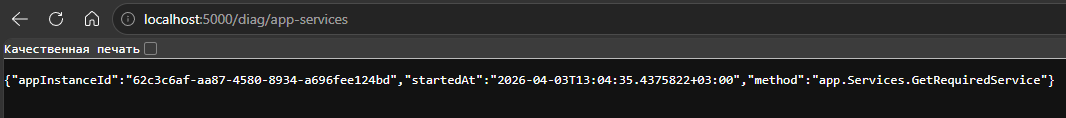 localhost:5000/diag/app-services
Качественная печать
{"appInstanceId":"62c3c6af-aa87-4580-8934-a696fee124bd","startedAt":"2026-04-03T13:04:35.4375822+03:00","method":"app.Services.GetRequiredService"}